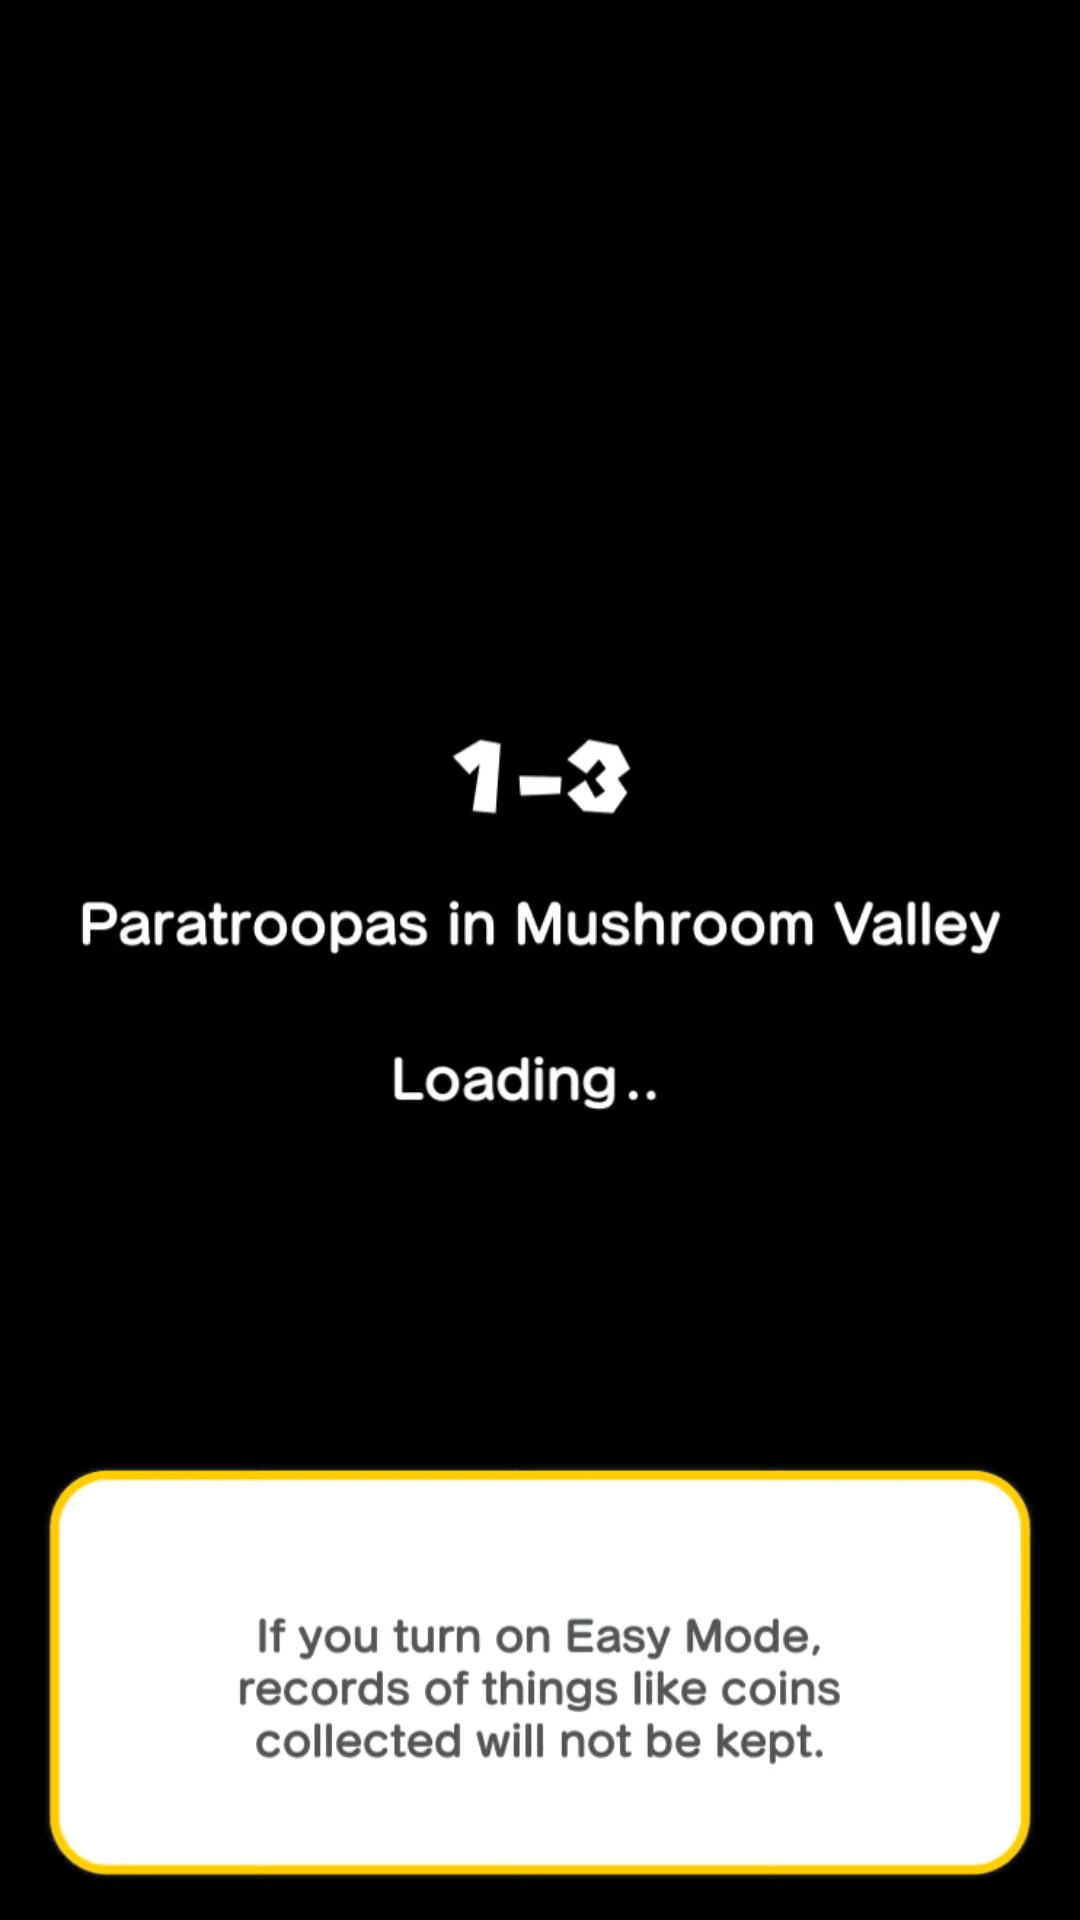 1-3
Paratroopas in Mushroom Valley
Loading..
If you turn on Easy Mode,
records of things like coins
collected will not be kept.